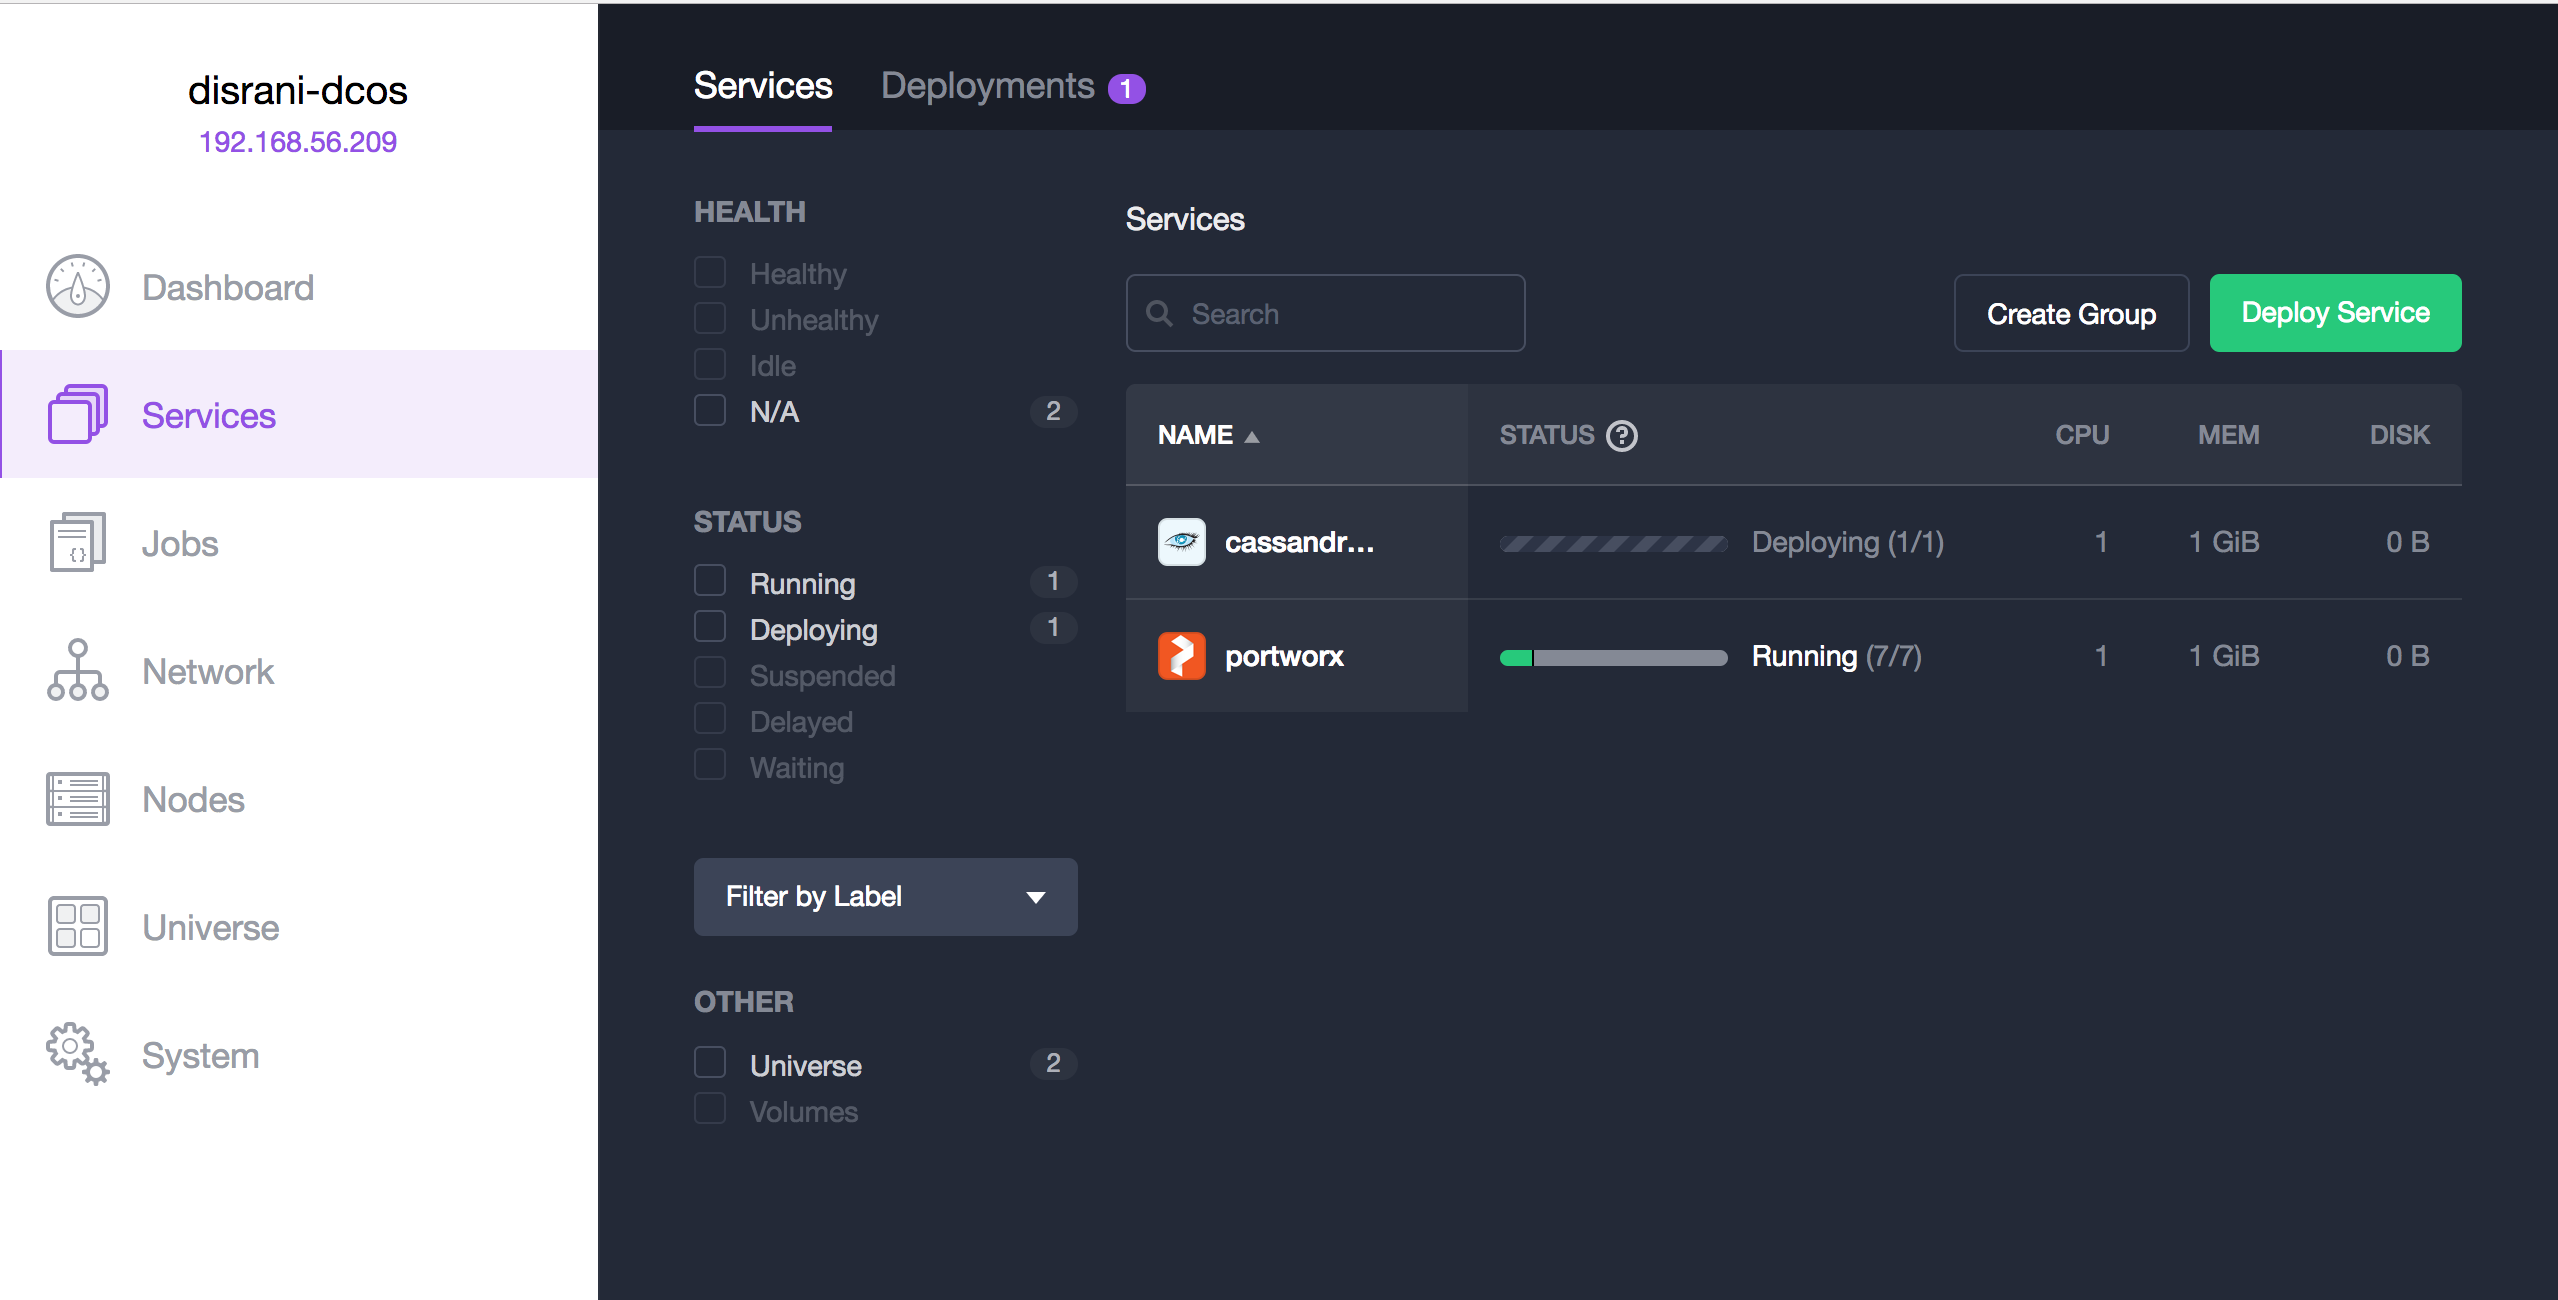 disrani-dcos
192.168.56.209
Dashboard
Services
Jobs
Network
Nodes
Universe
System
Services Deployments 1
HEALTH
Healthy
Unhealthy
Idle
N/A 2
STATUS
Running 1
Deploying 1
Suspended
Delayed
Waiting
Filter by Label
OTHER
Universe 2
Volumes
Services
Search
Create Group Deploy Service
NAME STATUS ? CPU MEM DISK
cassandr... Deploying (1/1) 1 1 GiB 0 B
portworx Running (7/7) 1 1 GiB 0 B